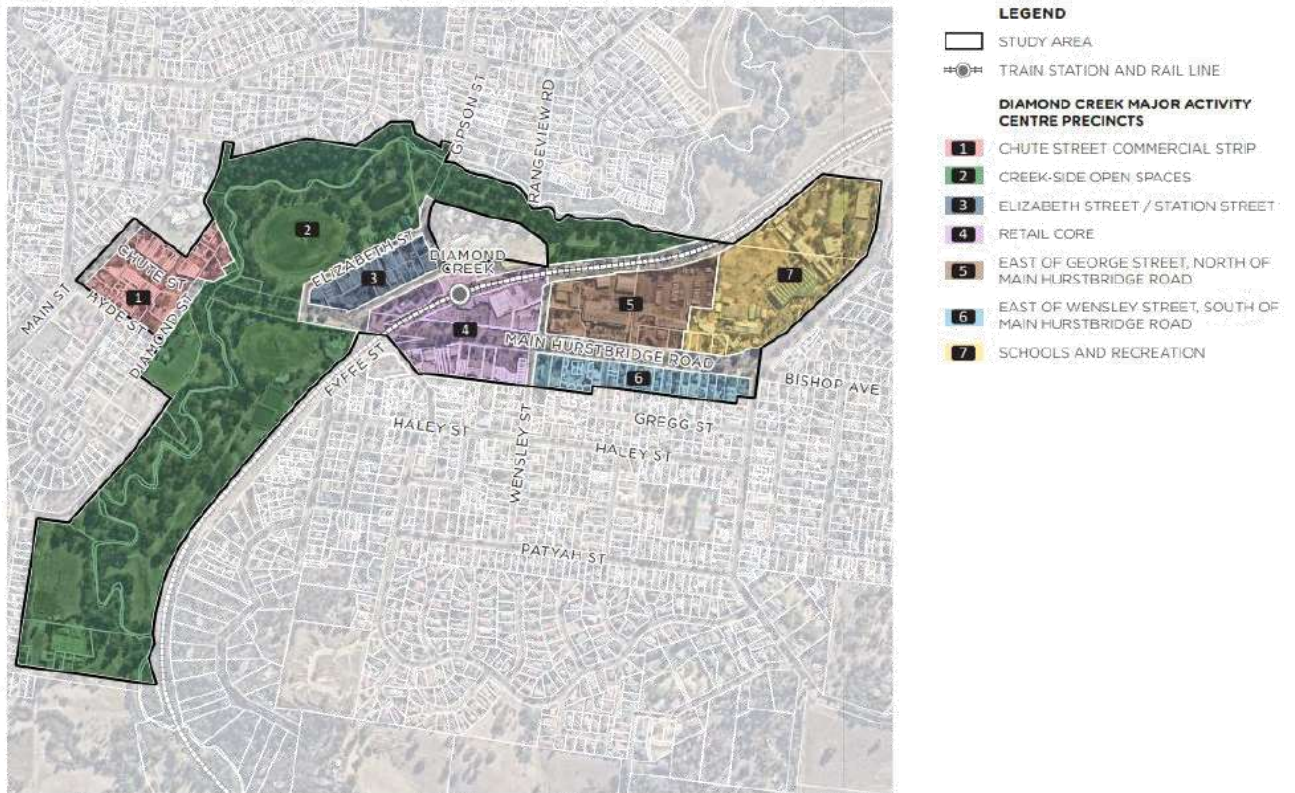 GIPSON ST
RANGEVIEW RD
ELIZABETH ST
DIAMOND
CREEK
CHUTE ST
HYDE ST
MAIN ST
DIAMOND ST
FYFFE ST
MAIN HURSTBRIDGE ROAD
BISHOP AVE
HALEY ST
WENSLEY ST
GREGG ST
HALEY ST
PATYAH ST
1
2
3
4
5
6
7
LEGEND
STUDY AREA
TRAIN STATION AND RAIL LINE
DIAMOND CREEK MAJOR ACTIVITY
CENTRE PRECINCTS
1 CHUTE STREET COMMERCIAL STRIP
2 CREEK-SIDE OPEN SPACES
3 ELIZABETH STREET / STATION STREET
4 RETAIL CORE
5 EAST OF GEORGE STREET, NORTH OF
MAIN HURSTBRIDGE ROAD
6 EAST OF WENSLEY STREET, SOUTH OF
MAIN HURSTBRIDGE ROAD
7 SCHOOLS AND RECREATION